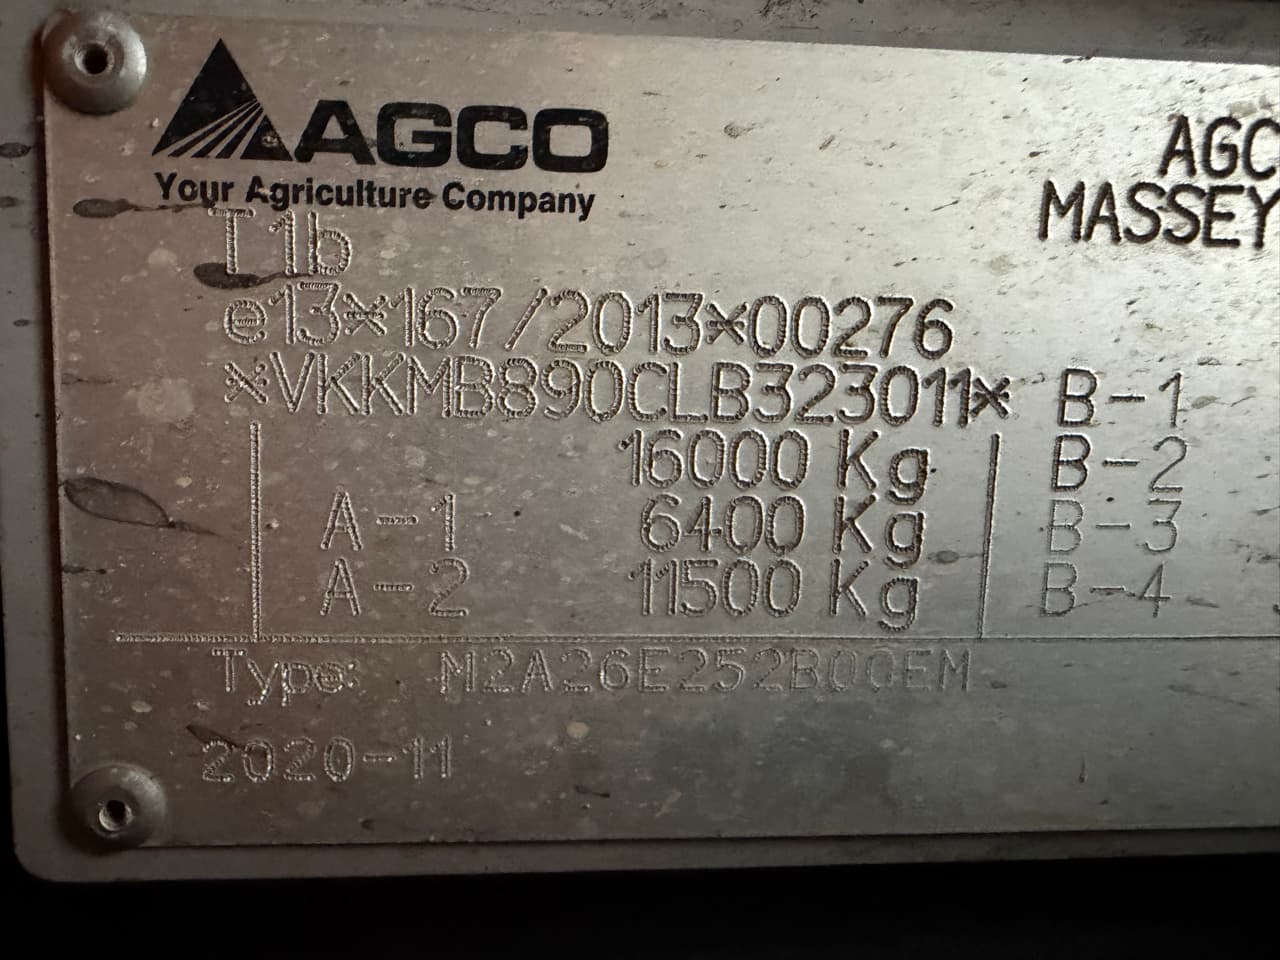 AGCO
Your Agriculture Company
AGC
MASSEY
T1b
e13*167/2013*00276
*VKKMB890CLB323011* B-1
16000 Kg B-2
A-1 6400 Kg B-3
A-2 11500 Kg B-4
Type: M2A26E252B00EM
2020-11